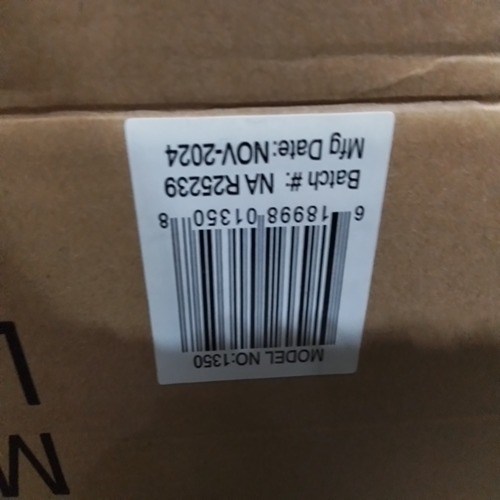 MODEL NO:1350
6 18998 01350 8
Batch #: NA R25239
Mfg Date: NOV-2024